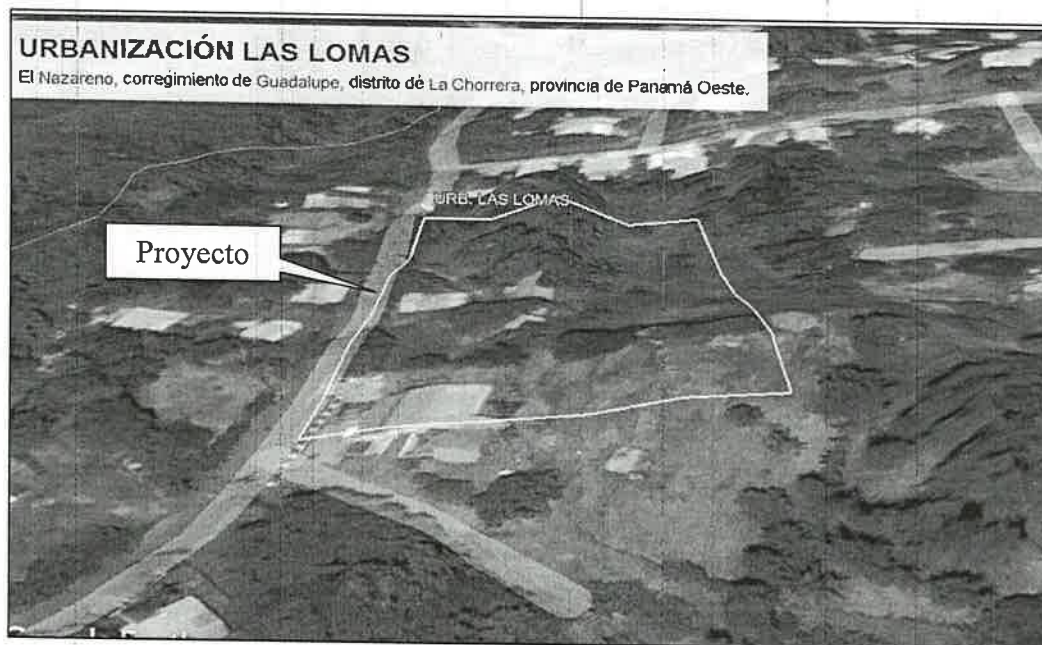 URBANIZACIÓN LAS LOMAS
El Nazareno, corregimiento de Guadalupe, distrito de La Chorrera, provincia de Panamá Oeste.
URB. LAS LOMAS
Proyecto